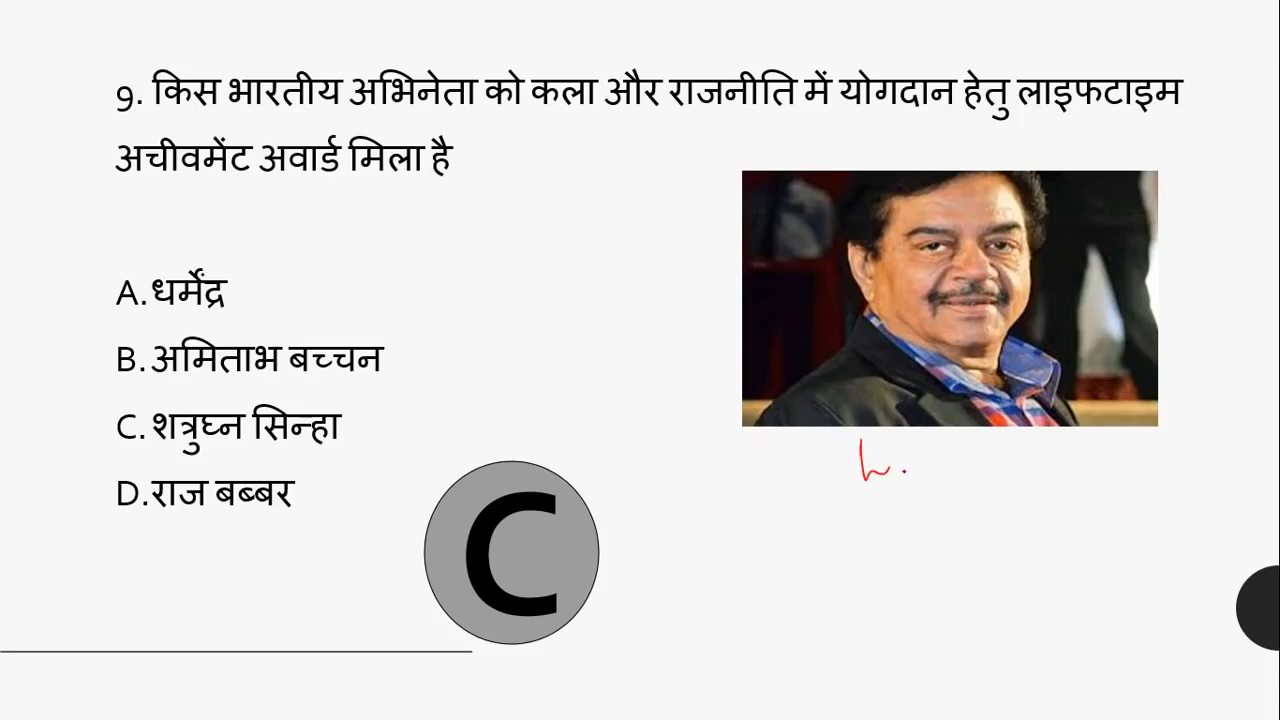 9. किस भारतीय अभिनेता को कला और राजनीति में योगदान हेतु लाइफटाइम
अचीवमेंट अवार्ड मिला है
A. धर्मेंद्र
B. अमिताभ बच्चन
C. शत्रुघ्न सिन्हा
D. राज बब्बर
C